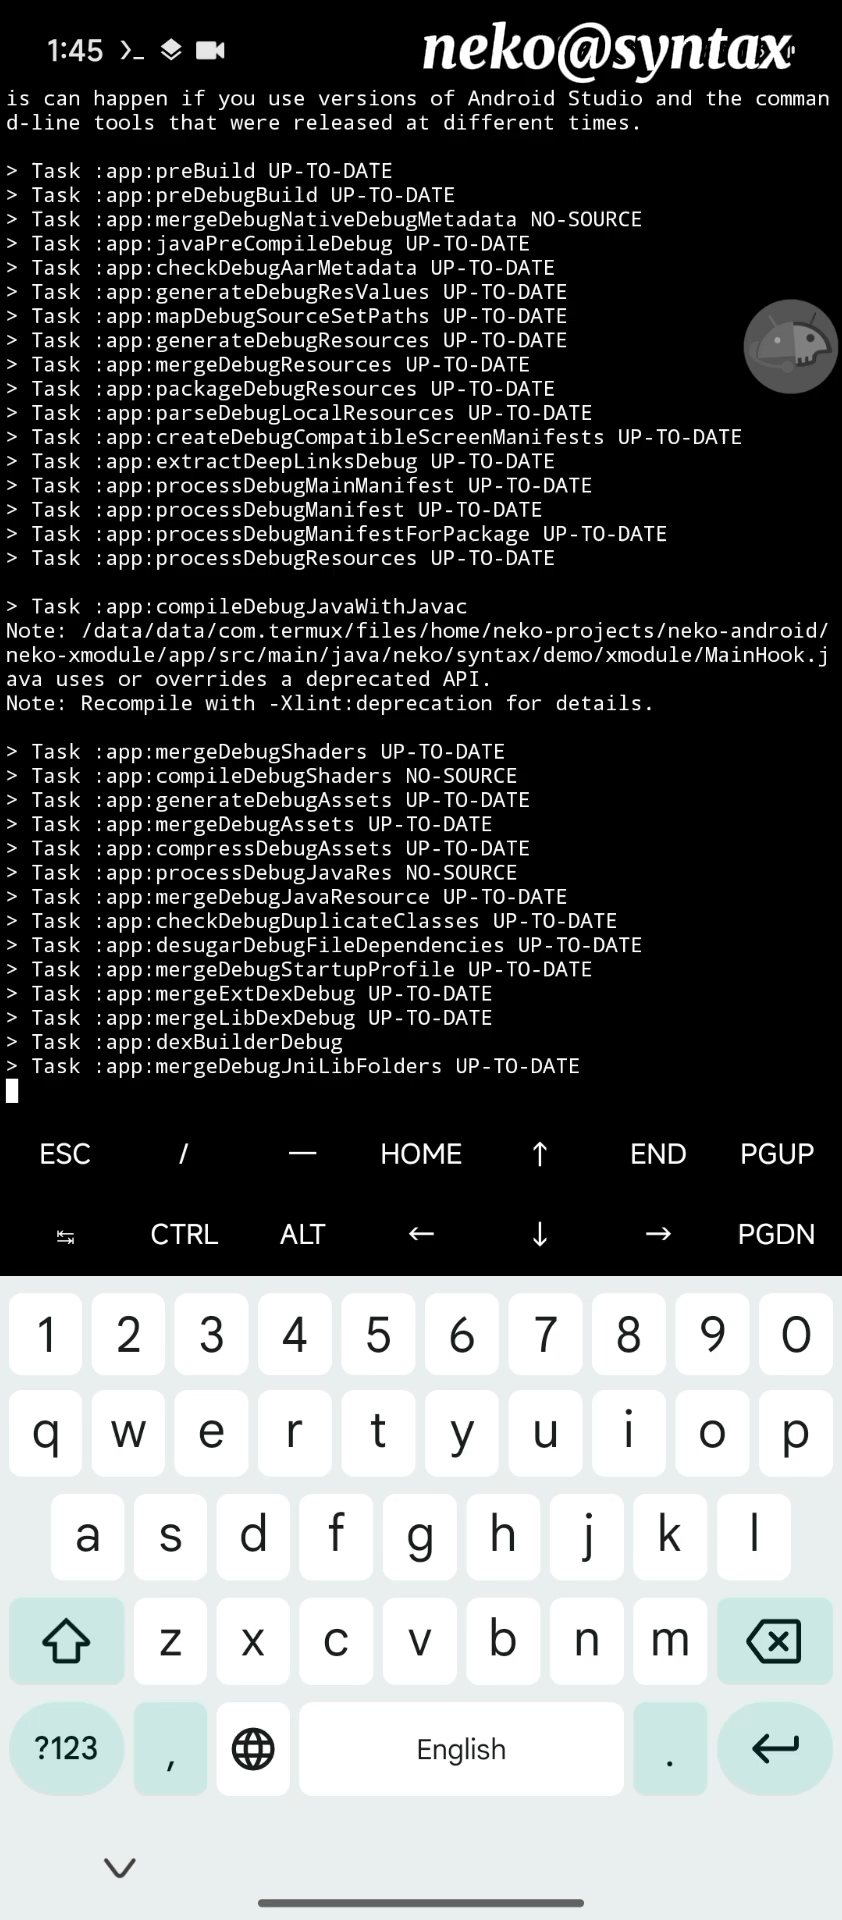 1:45
neko@syntax
is can happen if you use versions of Android Studio and the comman
d-line tools that were released at different times.
> Task :app:preBuild UP-TO-DATE
> Task :app:preDebugBuild UP-TO-DATE
> Task :app:mergeDebugNativeDebugMetadata NO-SOURCE
> Task :app:javaPreCompileDebug UP-TO-DATE
> Task :app:checkDebugAarMetadata UP-TO-DATE
> Task :app:generateDebugResValues UP-TO-DATE
> Task :app:mapDebugSourceSetPaths UP-TO-DATE
> Task :app:generateDebugResources UP-TO-DATE
> Task :app:mergeDebugResources UP-TO-DATE
> Task :app:packageDebugResources UP-TO-DATE
> Task :app:parseDebugLocalResources UP-TO-DATE
> Task :app:createDebugCompatibleScreenManifests UP-TO-DATE
> Task :app:extractDeepLinksDebug UP-TO-DATE
> Task :app:processDebugMainManifest UP-TO-DATE
> Task :app:processDebugManifest UP-TO-DATE
> Task :app:processDebugManifestForPackage UP-TO-DATE
> Task :app:processDebugResources UP-TO-DATE
> Task :app:compileDebugJavaWithJavac
Note: /data/data/com.termux/files/home/neko-projects/neko-android/
neko-xmodule/app/src/main/java/neko/syntax/demo/xmodule/MainHook.j
ava uses or overrides a deprecated API.
Note: Recompile with -Xlint:deprecation for details.
> Task :app:mergeDebugShaders UP-TO-DATE
> Task :app:compileDebugShaders NO-SOURCE
> Task :app:generateDebugAssets UP-TO-DATE
> Task :app:mergeDebugAssets UP-TO-DATE
> Task :app:compressDebugAssets UP-TO-DATE
> Task :app:processDebugJavaRes NO-SOURCE
> Task :app:mergeDebugJavaResource UP-TO-DATE
> Task :app:checkDebugDuplicateClasses UP-TO-DATE
> Task :app:desugarDebugFileDependencies UP-TO-DATE
> Task :app:mergeDebugStartupProfile UP-TO-DATE
> Task :app:mergeExtDexDebug UP-TO-DATE
> Task :app:mergeLibDexDebug UP-TO-DATE
> Task :app:dexBuilderDebug
> Task :app:mergeDebugJniLibFolders UP-TO-DATE
ESC / — HOME ↑ END PGUP
↹ CTRL ALT ← ↓ → PGDN
1 2 3 4 5 6 7 8 9 0
q w e r t y u i o p
a s d f g h j k l
z x c v b n m
?123 , English .